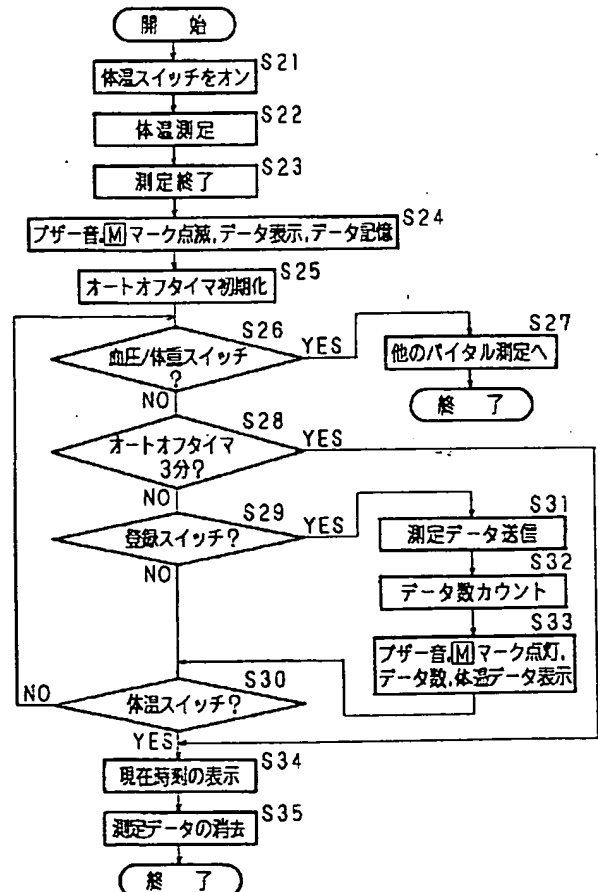 開 始
S21
体温スイッチをオン
S22
体温測定
S23
測定終了
S24
ブザー音,Mマーク点滅,データ表示,データ記憶
S25
オートオフタイマ初期化
S26
血圧/体重スイッチ
?
YES
NO
S27
他のバイタル測定へ
終 了
S28
オートオフタイマ
3分?
YES
NO
S29
登録スイッチ?
YES
NO
S31
測定データ送信
S32
データ数カウント
S33
ブザー音,Mマーク点灯,
データ数,体温データ表示
S30
体温スイッチ?
NO
YES
S34
現在時刻の表示
S35
測定データの消去
終 了